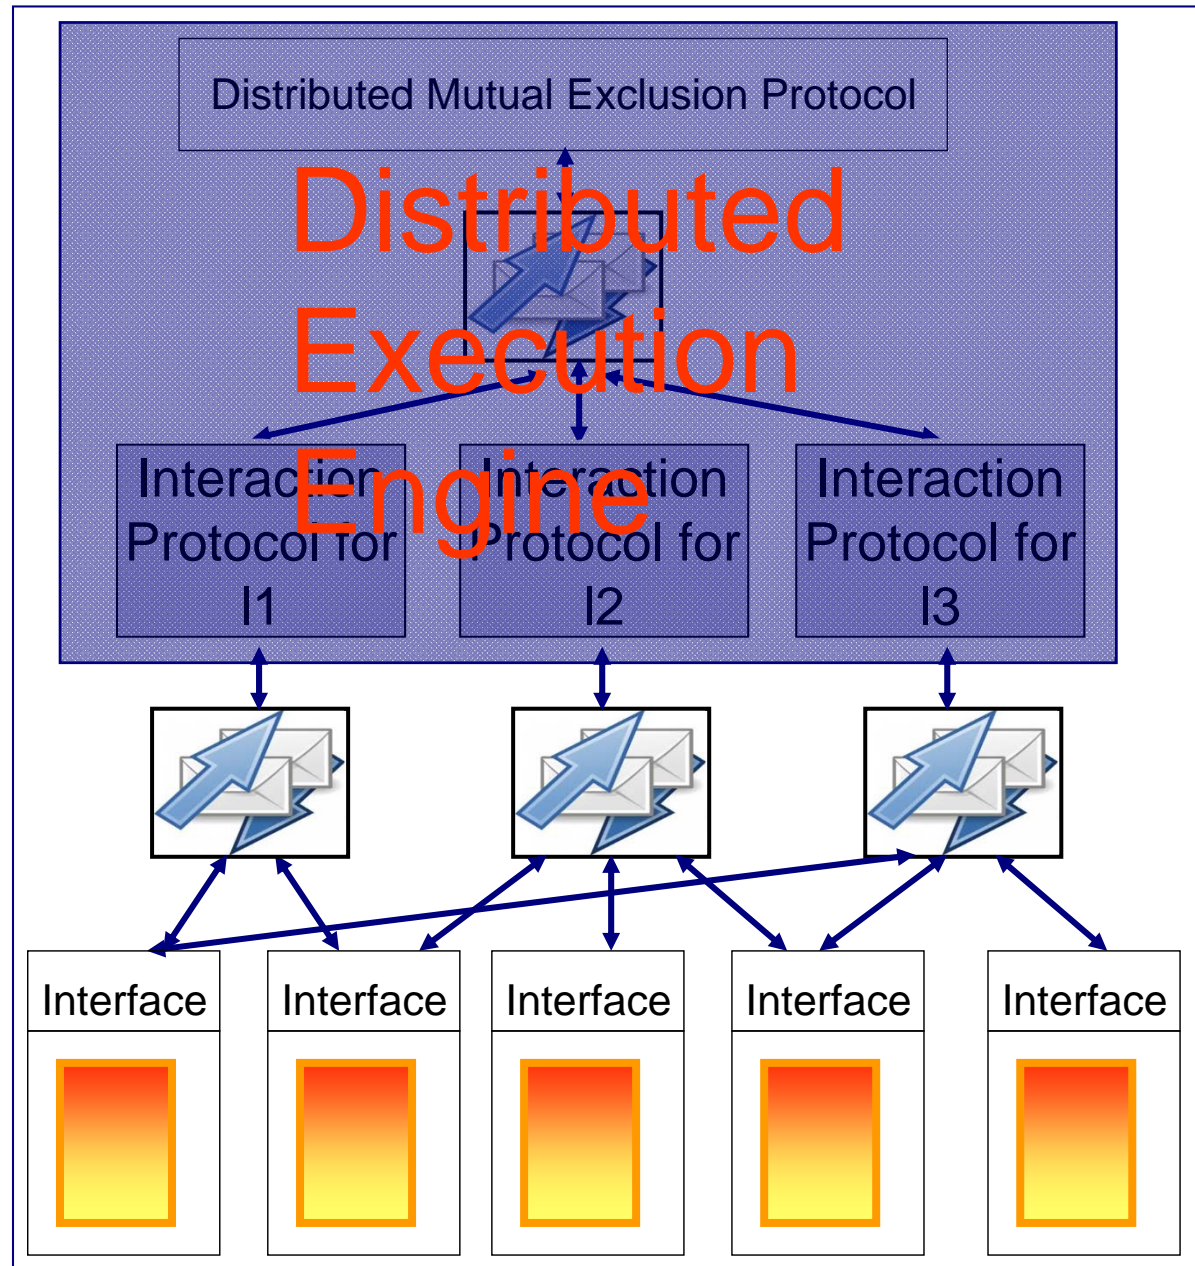 Distributed Mutual Exclusion Protocol
Distributed
Execution
Engine
Interaction
Protocol for
I1
Interaction
Protocol for
I2
Interaction
Protocol for
I3
Interface
Interface
Interface
Interface
Interface